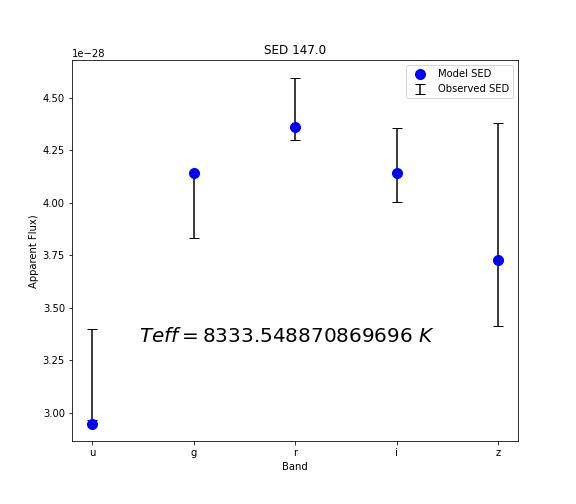 SED 147.0
1e−28
Model SED
Observed SED
4.50
4.25
4.00
3.75
3.50
3.25
3.00
Apparent Flux)
Teff = 8333.548870869696 K
u g r i z
Band